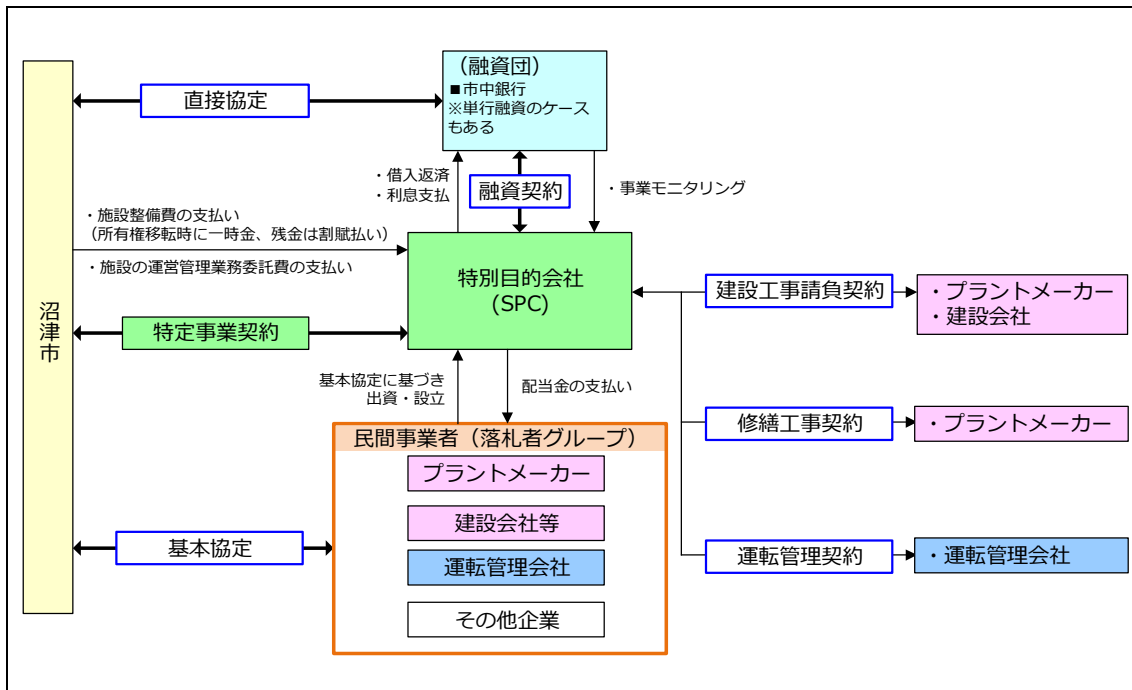 （融資団）
■市中銀行
※単行融資のケース
もある
直接協定
・借入返済
・利息支払
融資契約
・事業モニタリング
・施設整備費の支払い
（所有権移転時に一時金、残金は割賦払い）
・施設の運営管理業務委託費の支払い
特別目的会社
(SPC)
建設工事請負契約
・プラントメーカー
・建設会社
沼津市
特定事業契約
基本協定に基づき
出資・設立
配当金の支払い
修繕工事契約
・プラントメーカー
民間事業者（落札者グループ）
プラントメーカー
建設会社等
運転管理会社
その他企業
基本協定
運転管理契約
・運転管理会社